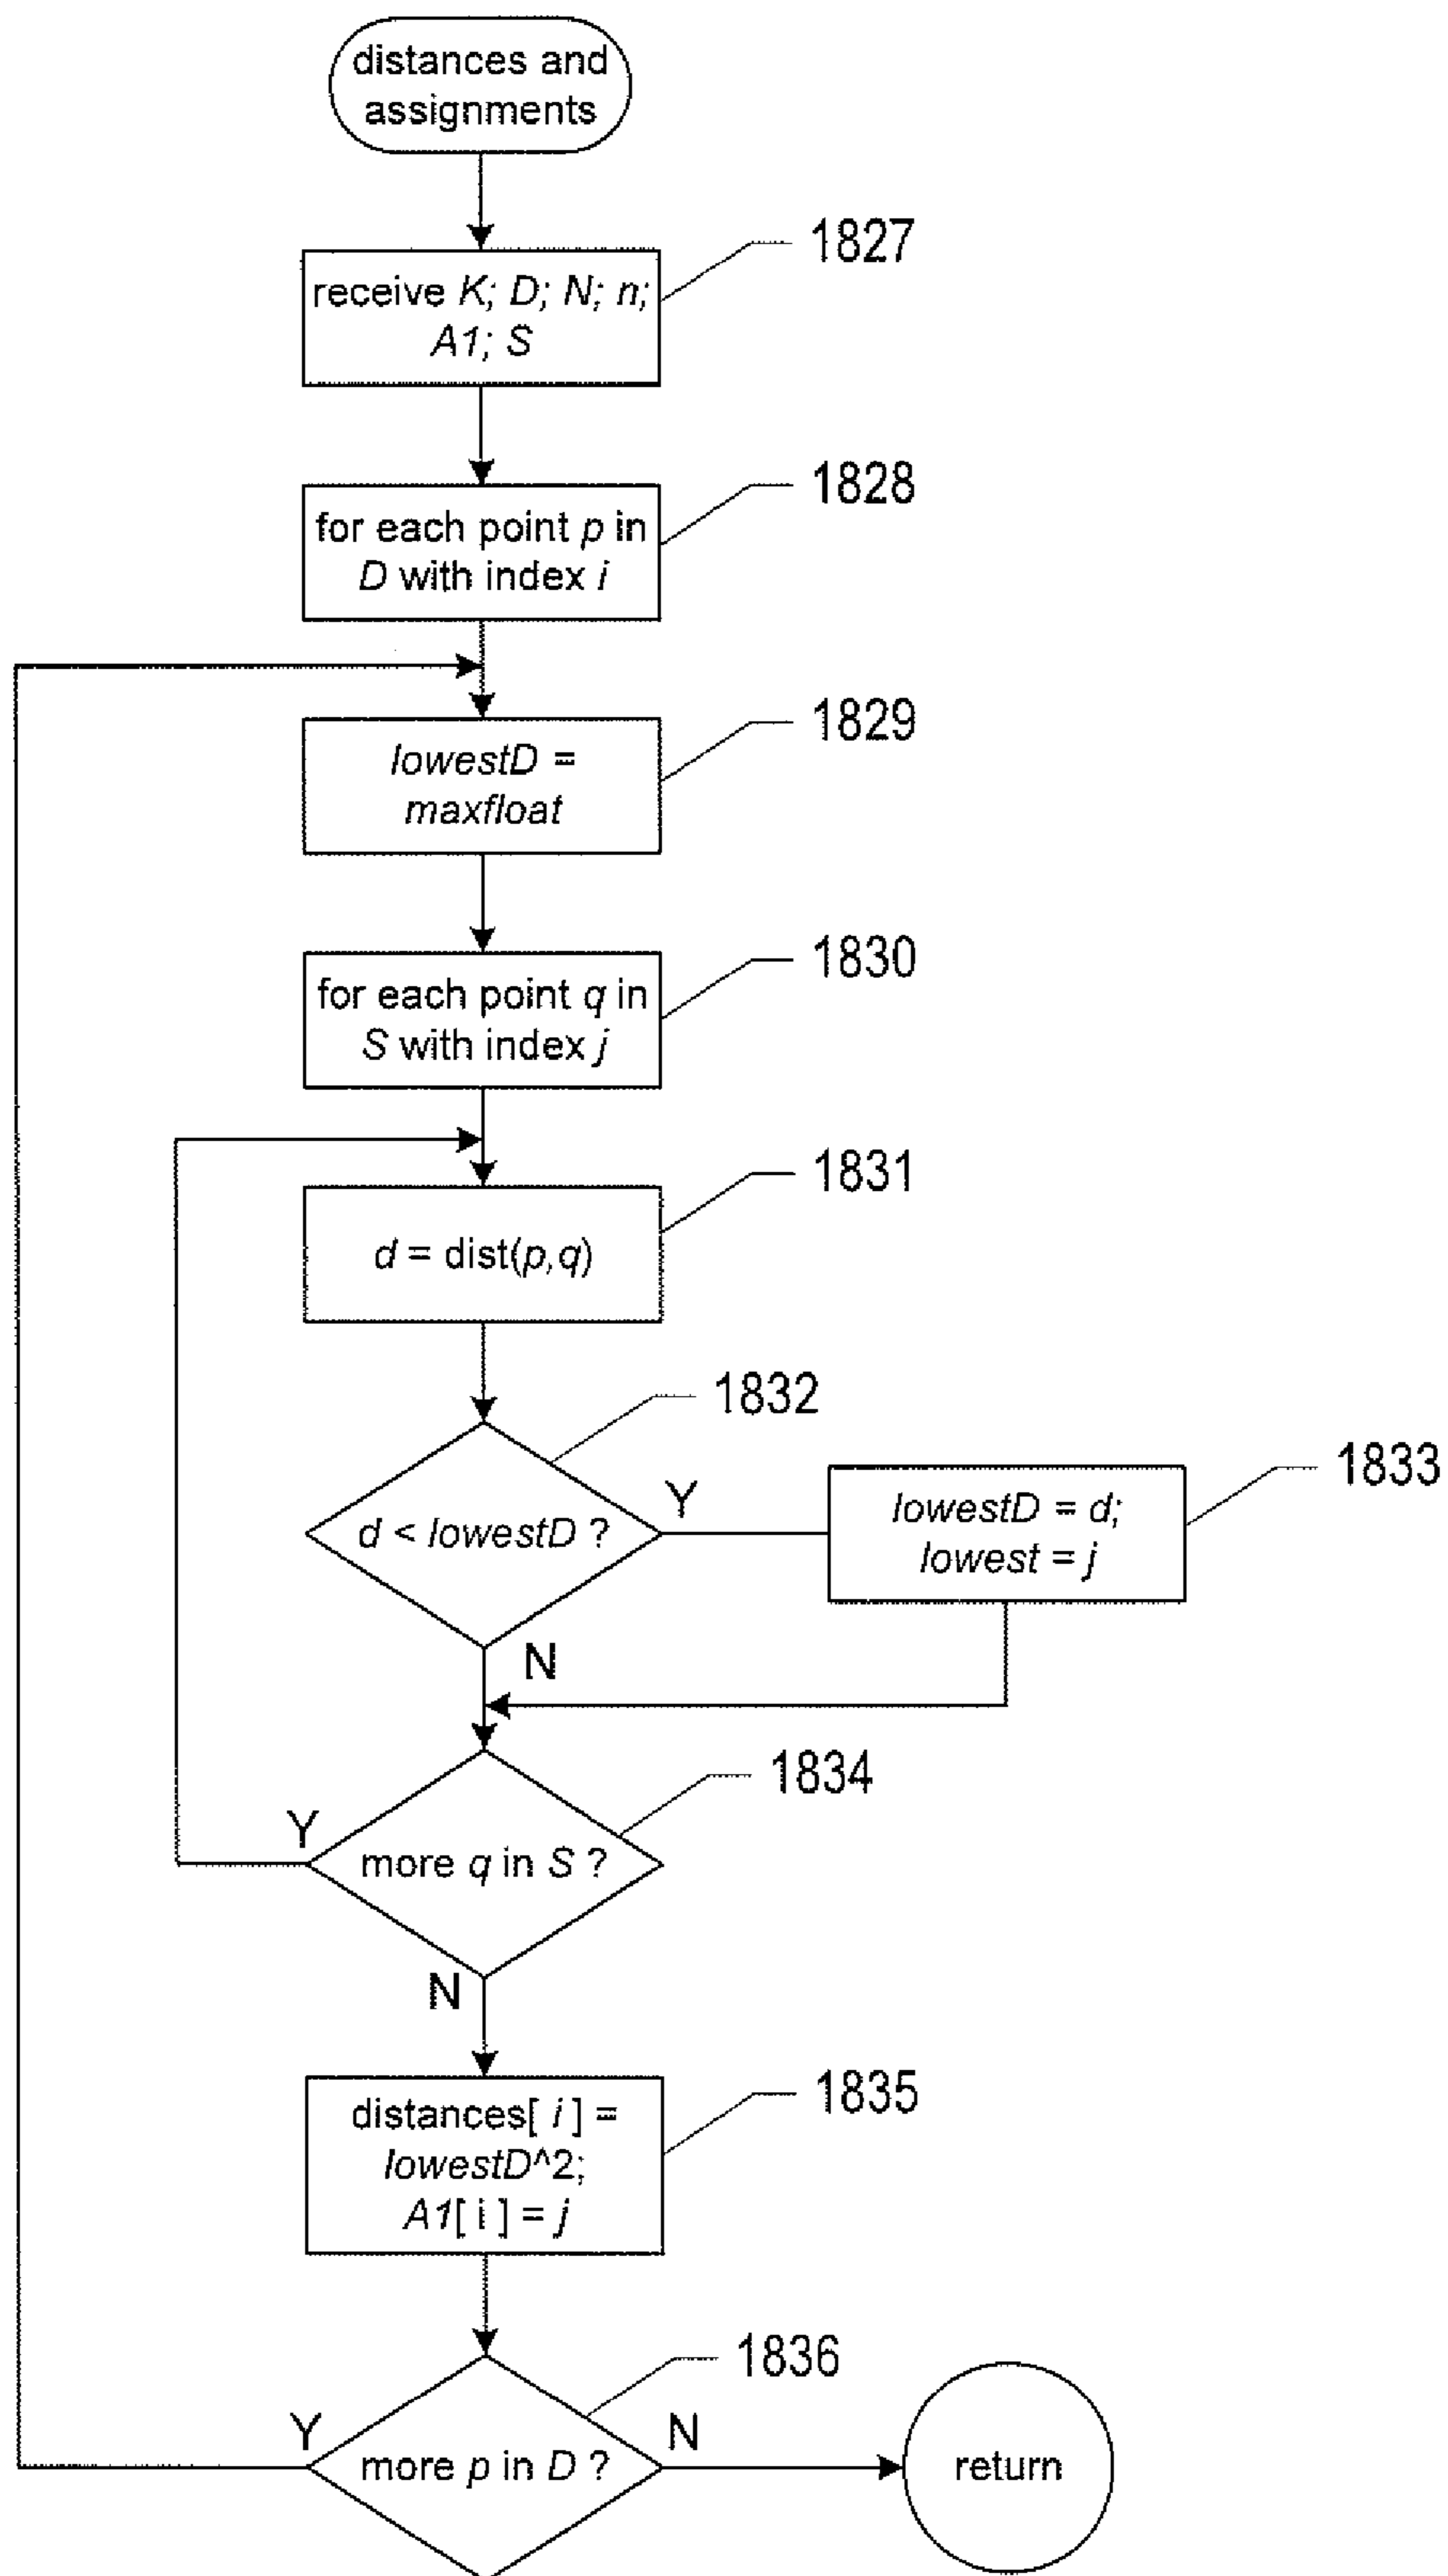 distances and
assignments
1827
receive K; D; N; n;
A1; S
1828
for each point p in
D with index i
1829
lowestD =
maxfloat
1830
for each point q in
S with index j
1831
d = dist(p,q)
1832
d < lowestD ?
Y
1833
lowestD = d;
lowest = j
N
1834
Y
more q in S ?
N
1835
distances[ i ] =
lowestD^2;
A1[ i ] = j
1836
Y
more p in D ?
N
return